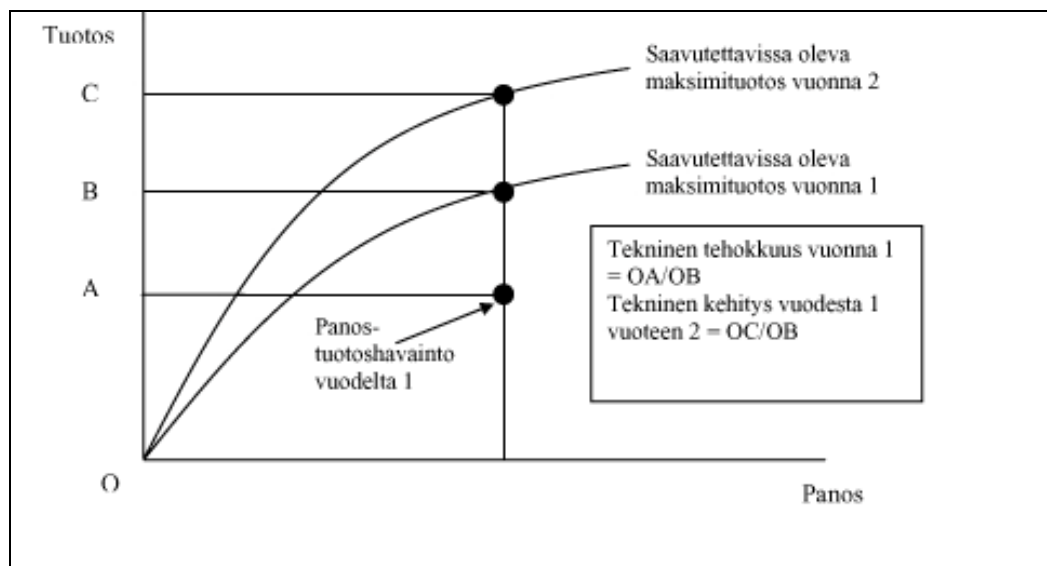 Tuotos
C
Saavutettavissa oleva
maksimituotos vuonna 2
B
Saavutettavissa oleva
maksimituotos vuonna 1
Tekninen tehokkuus vuonna 1
= OA/OB
Tekninen kehitys vuodesta 1
vuoteen 2 = OC/OB
A
Panos-
tuotoshavainto
vuodelta 1
O
Panos